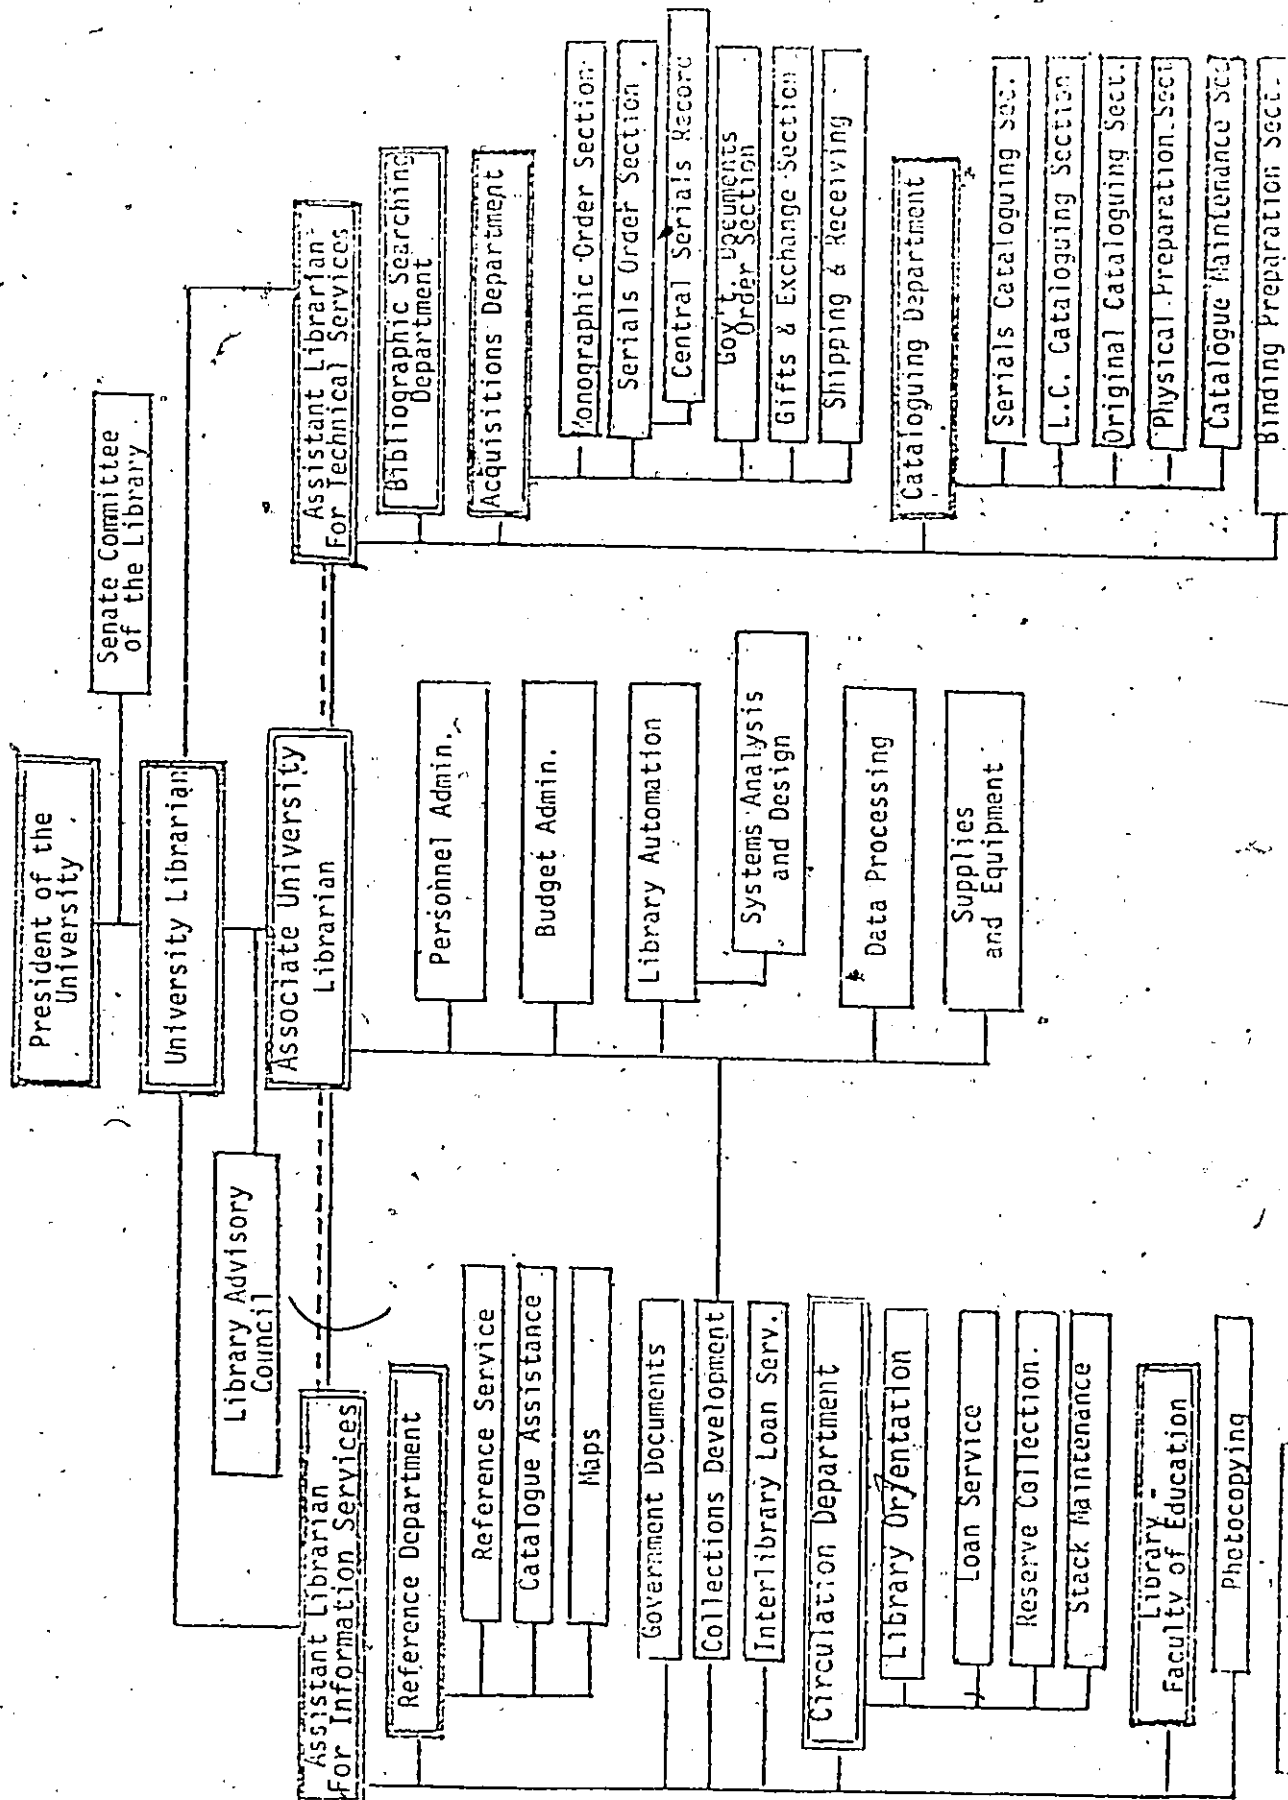 President of the
University
Senate Committee
of the Library
University Librarian
Library Advisory
Council
Associate University
Librarian
Assistant Librarian
For Information Services
Reference Department
Reference Service
Catalogue Assistance
Maps
Government Documents
Collections Development
Interlibrary Loan Serv.
Circulation Department
Library Orientation
Loan Service
Reserve Collection.
Stack Maintenance
Library -
Faculty of Education
Photocopying
Personnel Admin.
Budget Admin.
Library Automation
Systems Analysis
and Design
* Data Processing
Supplies
and Equipment
Assistant Librarian
For Technical Services
Bibliographic Searching
Department
Acquisitions Department
Monographic Order Section
Serials Order Section
Central Serials Record
Gov't. Documents
Order Section
Gifts & Exchange Section
Shipping & Receiving
Cataloguing Department
Serials Cataloguing Sec.
L.C. Cataloguing Section
Original Cataloguing Sect.
Physical Preparation Sect
Catalogue Maintenance Sec
Binding Preparation Sect.